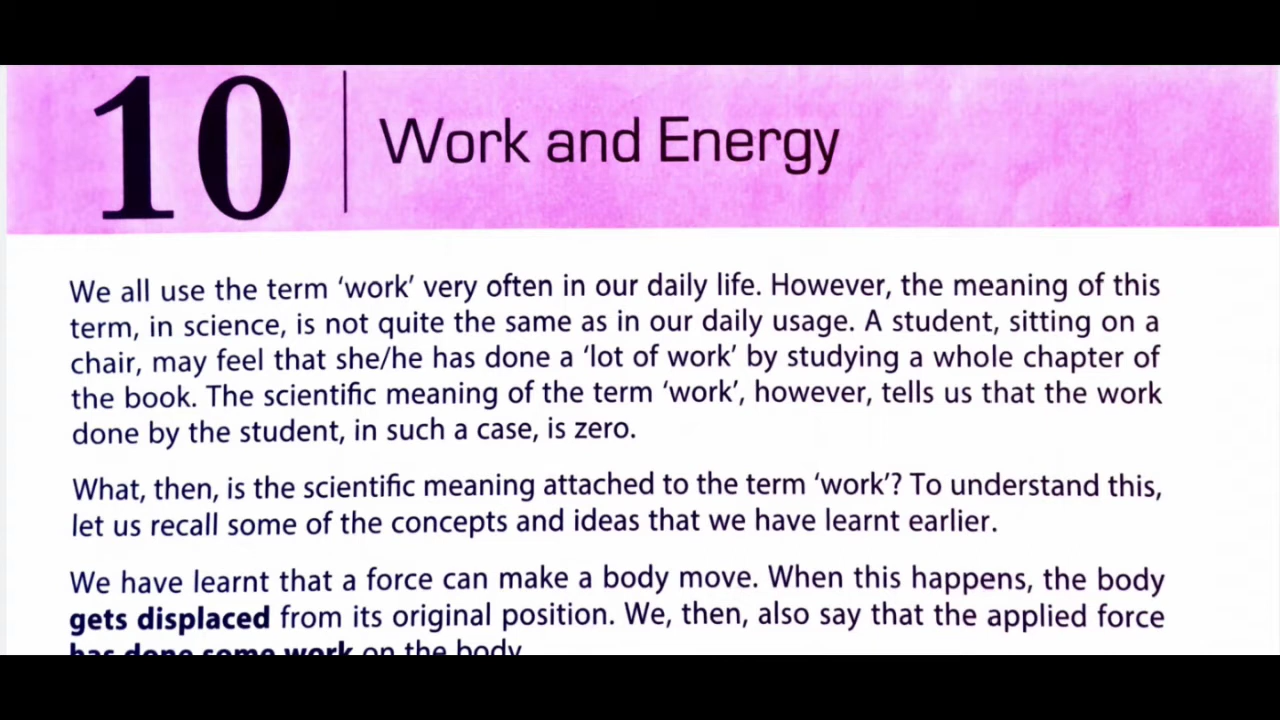 10 Work and Energy
We all use the term ‘work’ very often in our daily life. However, the meaning of this
term, in science, is not quite the same as in our daily usage. A student, sitting on a
chair, may feel that she/he has done a ‘lot of work’ by studying a whole chapter of
the book. The scientific meaning of the term ‘work’, however, tells us that the work
done by the student, in such a case, is zero.
What, then, is the scientific meaning attached to the term ‘work’? To understand this,
let us recall some of the concepts and ideas that we have learnt earlier.
We have learnt that a force can make a body move. When this happens, the body
gets displaced from its original position. We, then, also say that the applied force
has done some work on the body.